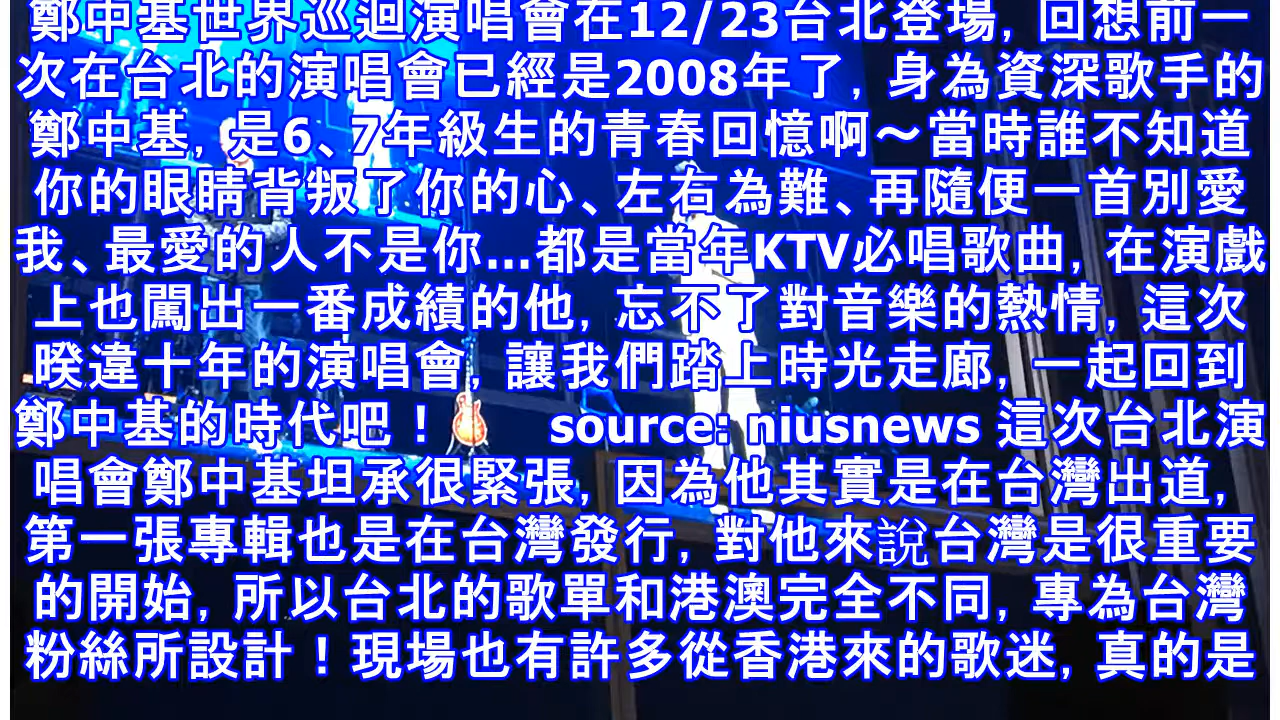 鄭中基世界巡迴演唱會在12/23台北登場, 回想前一
次在台北的演唱會已經是2008年了, 身為資深歌手的
鄭中基, 是6、7年級生的青春回憶啊～當時誰不知道
你的眼睛背叛了你的心、左右為難、再隨便一首別愛
我、最愛的人不是你...都是當年KTV必唱歌曲, 在演戲
上也闖出一番成績的他, 忘不了對音樂的熱情, 這次
暌違十年的演唱會, 讓我們踏上時光走廊, 一起回到
鄭中基的時代吧！ source: niusnews 這次台北演
唱會鄭中基坦承很緊張, 因為他其實是在台灣出道,
第一張專輯也是在台灣發行, 對他來說台灣是很重要
的開始, 所以台北的歌單和港澳完全不同, 專為台灣
粉絲所設計！現場也有許多從香港來的歌迷, 真的是